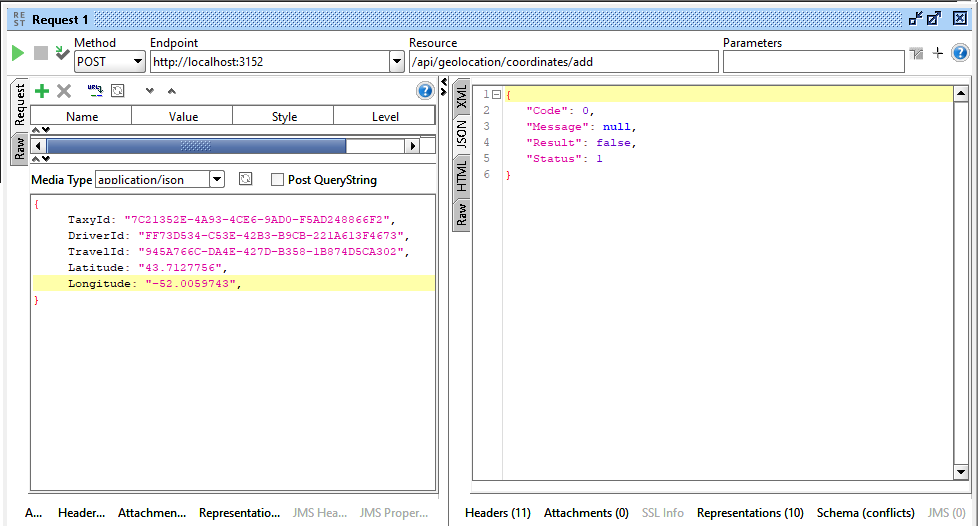 RE
ST
Request 1
Method
Endpoint
Resource
Parameters
POST
http://localhost:3152
/api/geolocation/coordinates/add
Request
Raw
Name Value Style Level
Media Type application/json Post QueryString
{
TaxyId: "7C21352E-4A93-4CE6-9AD0-F5AD248866F2",
DriverId: "FF73D534-C53E-42B3-B9CB-221A613F4673",
TravelId: "945A766C-DA4E-427D-B358-1B874D5CA302",
Latitude: "43.7127756",
Longitude: "-52.0059743",
}
A... Header... Attachmen... Representatio... JMS Hea... JMS Proper...
XML
JSON
HTML
Raw
1 {
2 "Code": 0,
3 "Message": null,
4 "Result": false,
5 "Status": 1
6 }
Headers (11) Attachments (0) SSL Info Representations (10) Schema (conflicts) JMS (0)